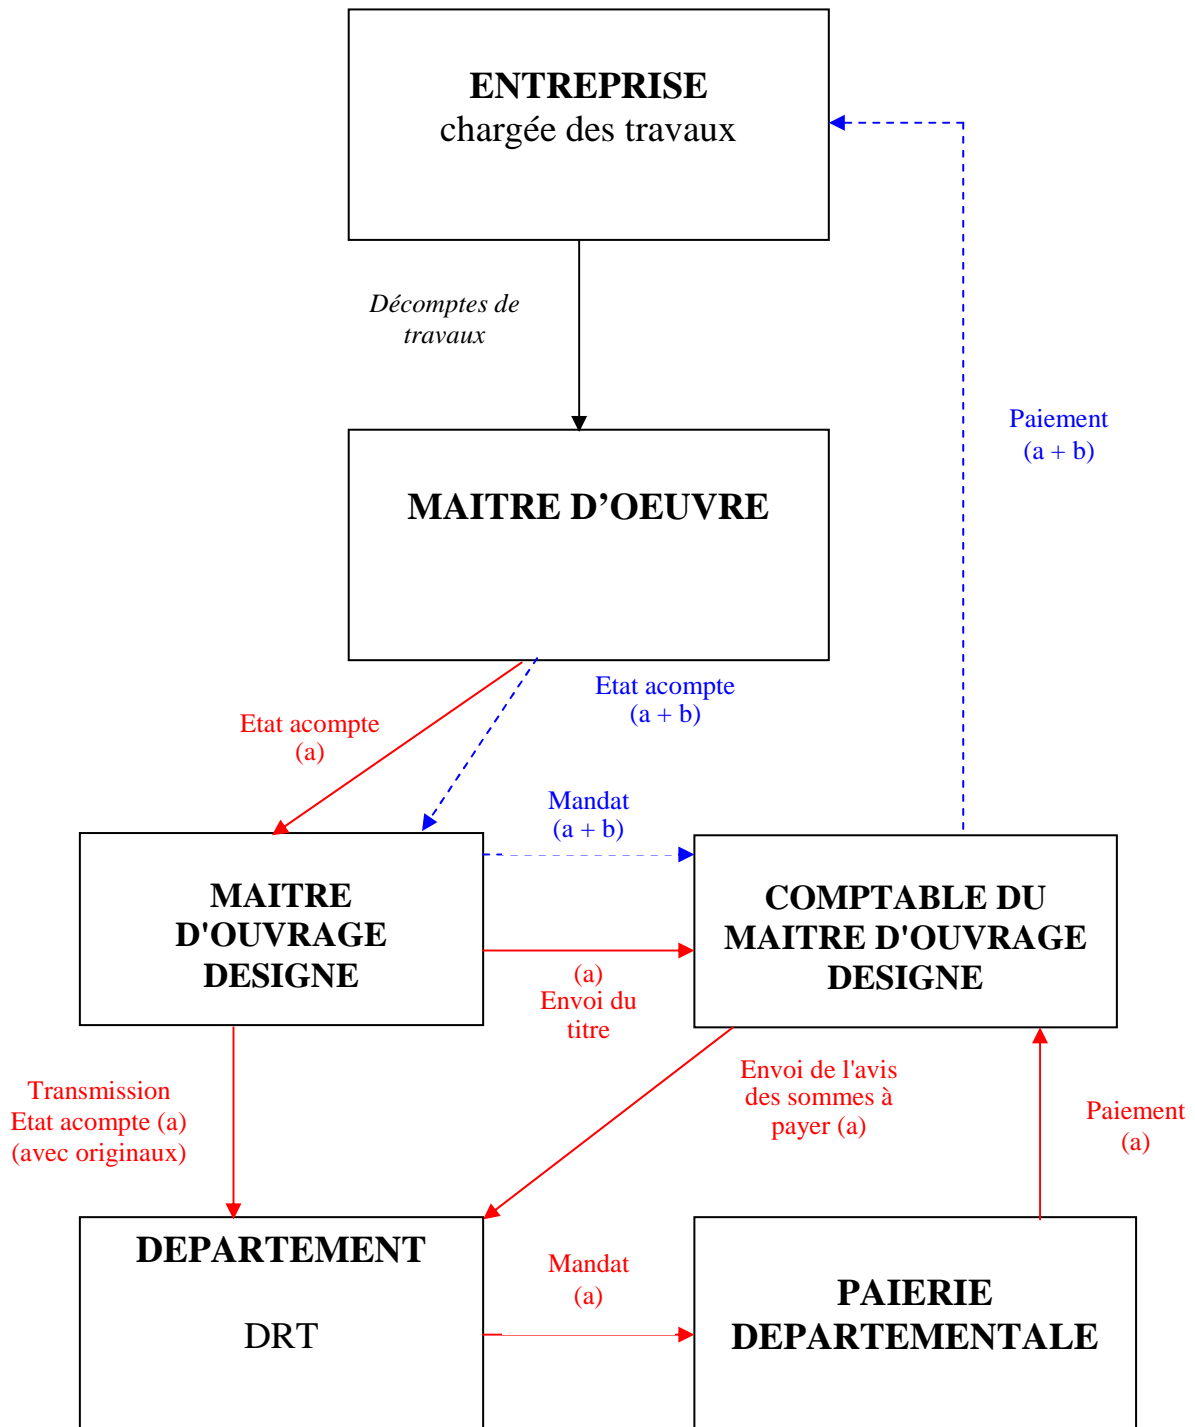 ENTREPRISE
chargée des travaux
Décomptes de
travaux
Paiement
(a + b)
MAITRE D’OEUVRE
Etat acompte
(a + b)
Etat acompte
(a)
Mandat
(a + b)
MAITRE
D'OUVRAGE
DESIGNE
COMPTABLE DU
MAITRE D'OUVRAGE
DESIGNE
(a)
Envoi du
titre
Transmission
Etat acompte (a)
(avec originaux)
Envoi de l'avis
des sommes à
payer (a)
Paiement
(a)
DEPARTEMENT
DRT
Mandat
(a)
PAIERIE
DEPARTEMENTALE